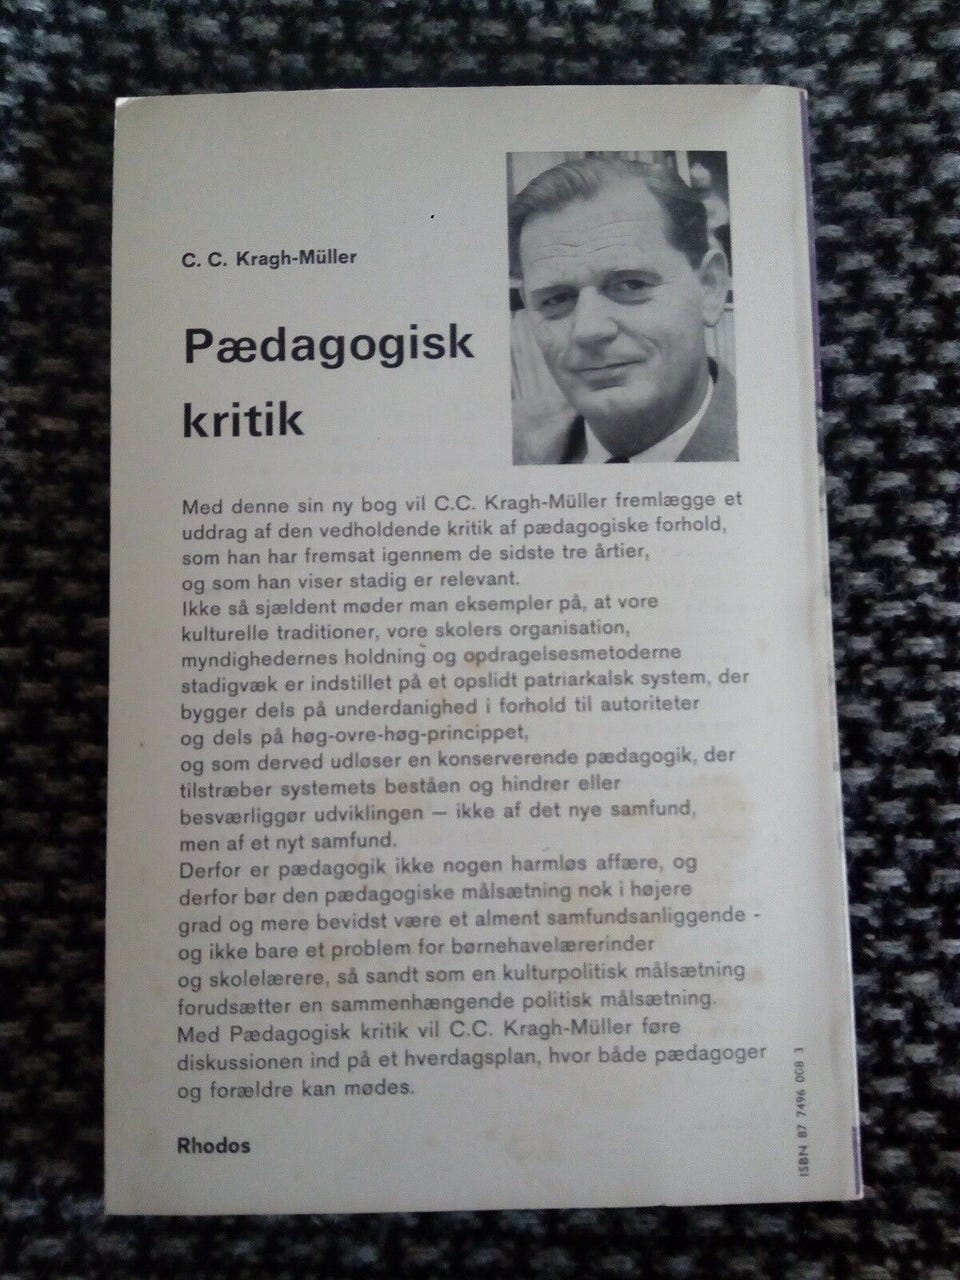 C. C. Kragh-Müller
Pædagogisk
kritik
Med denne sin ny bog vil C.C. Kragh-Müller fremlægge et
uddrag af den vedholdende kritik af pædagogiske forhold,
som han har fremsat igennem de sidste tre årtier,
og som han viser stadig er relevant.
Ikke så sjældent møder man eksempler på, at vore
kulturelle traditioner, vore skolers organisation,
myndighedernes holdning og opdragelsesmetoderne
stadigvæk er indstillet på et opslidt patriarkalsk system, der
bygger dels på underdanighed i forhold til autoriteter
og dels på høg-ovre-høg-princippet,
og som derved udløser en konserverende pædagogik, der
tilstræber systemets beståen og hindrer eller
besværliggør udviklingen — ikke af det nye samfund,
men af et nyt samfund.
Derfor er pædagogik ikke nogen harmløs affære, og
derfor bør den pædagogiske målsætning nok i højere
grad og mere bevidst være et alment samfundsanliggende -
og ikke bare et problem for børnehavelærerinder
og skolelærere, så sandt som en kulturpolitisk målsætning
forudsætter en sammenhængende politisk målsætning.
Med Pædagogisk kritik vil C.C. Kragh-Müller føre
diskussionen ind på et hverdagsplan, hvor både pædagoger
og forældre kan mødes.
Rhodos
ISBN 87 7496 008 3